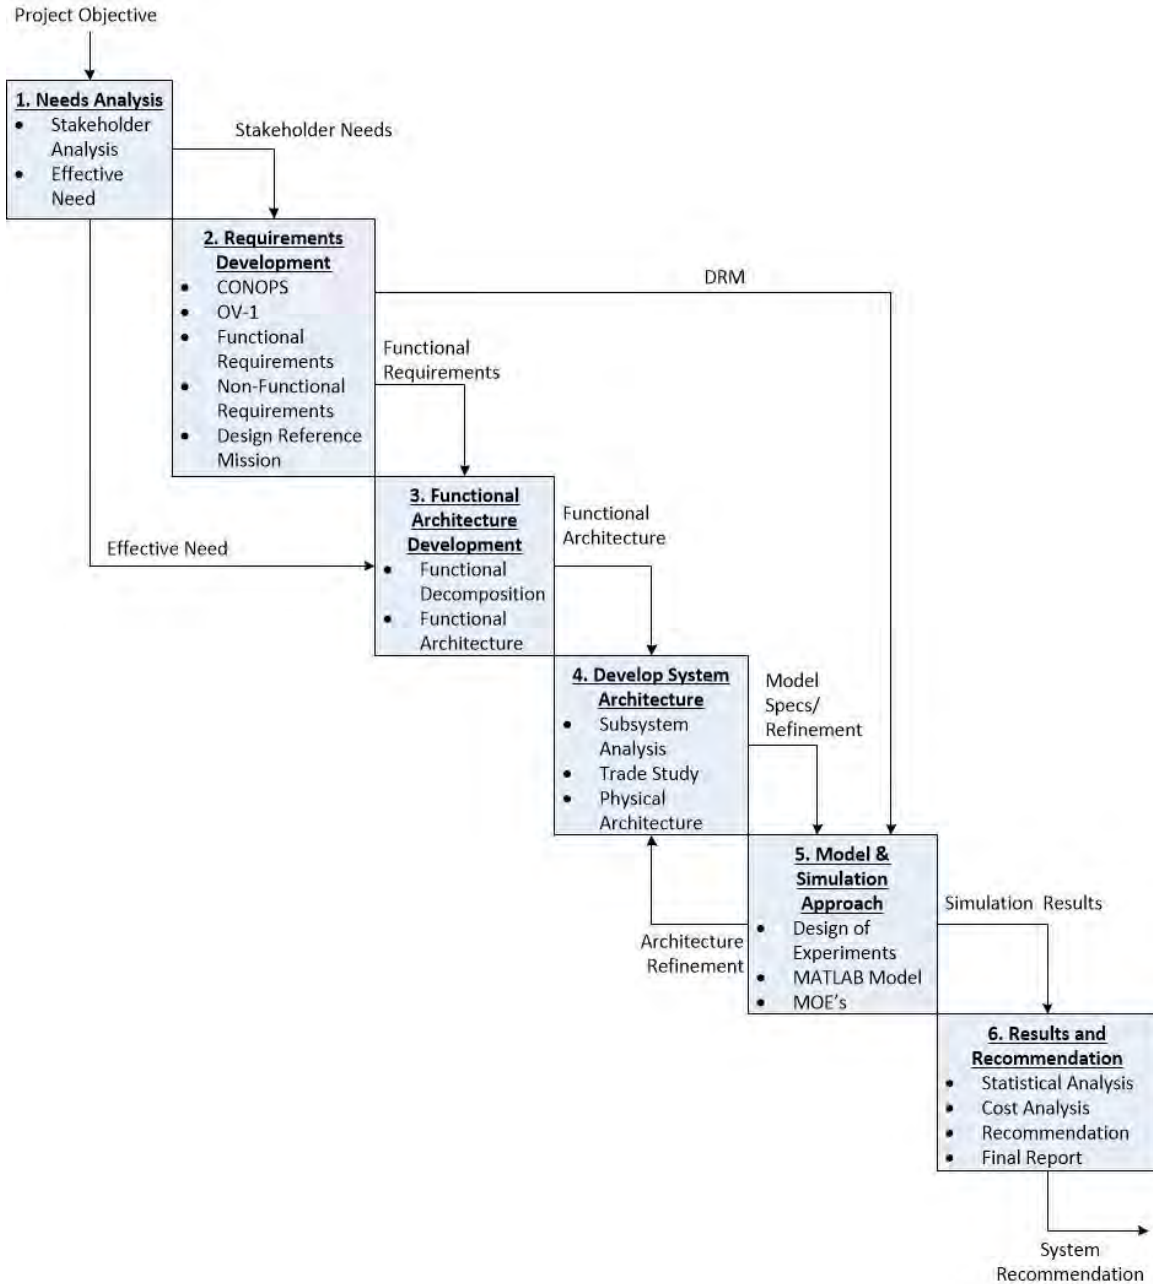 Project Objective
1. Needs Analysis
• Stakeholder
Analysis
• Effective
Need
Stakeholder Needs
2. Requirements
Development
• CONOPS
• OV-1
• Functional
Requirements
• Non-Functional
Requirements
• Design Reference
Mission
DRM
Functional
Requirements
Effective Need
3. Functional
Architecture
Development
• Functional
Decomposition
• Functional
Architecture
Functional
Architecture
4. Develop System
Architecture
• Subsystem
Analysis
• Trade Study
• Physical
Architecture
Model
Specs/
Refinement
Architecture
Refinement
5. Model &
Simulation
Approach
• Design of
Experiments
• MATLAB Model
• MOE's
Simulation Results
6. Results and
Recommendation
• Statistical Analysis
• Cost Analysis
• Recommendation
• Final Report
System
Recommendation